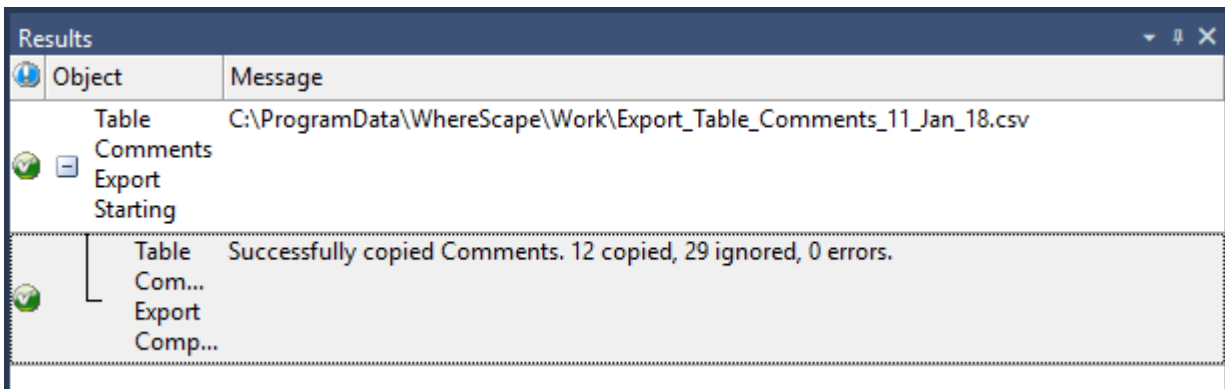 Results
Object Message
Table C:\ProgramData\WhereScape\Work\Export_Table_Comments_11_Jan_18.csv
Comments
Export
Starting
Table Successfully copied Comments. 12 copied, 29 ignored, 0 errors.
Com...
Export
Comp...